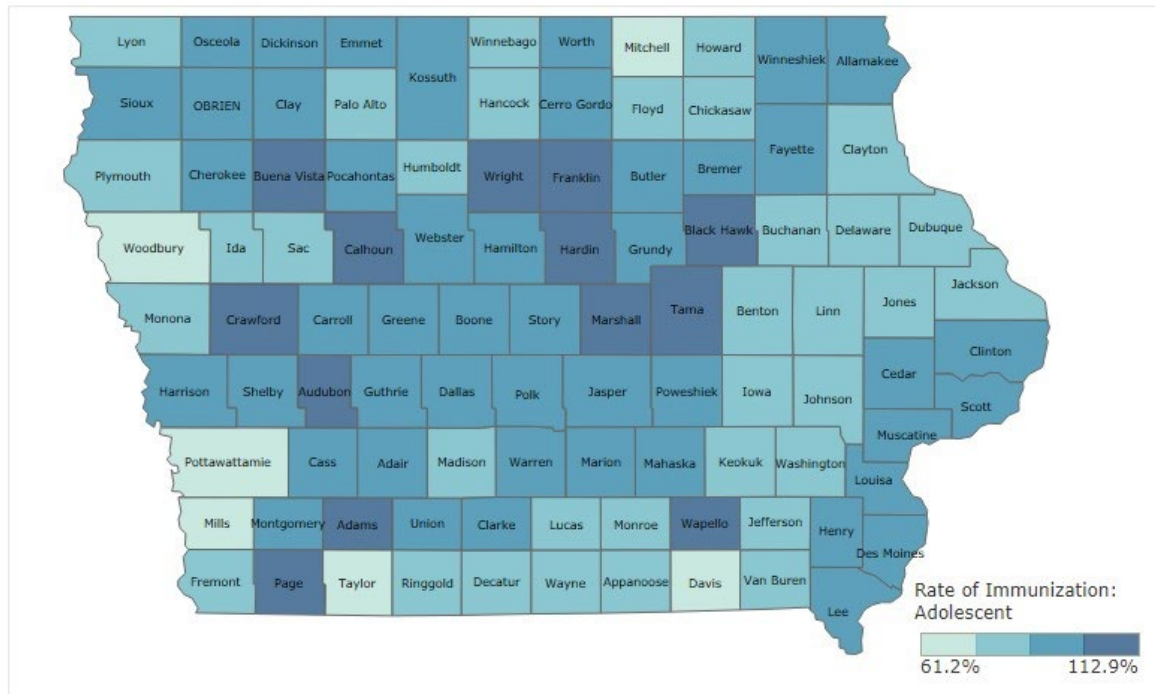 Lyon
Osceola
Dickinson
Emmet
Kossuth
Winnebago
Worth
Mitchell
Howard
Winneshiek
Allamakee
Sioux
OBRIEN
Clay
Palo Alto
Hancock
Cerro Gordo
Floyd
Chickasaw
Plymouth
Cherokee
Buena Vista
Pocahontas
Humboldt
Wright
Franklin
Butler
Bremer
Fayette
Clayton
Woodbury
Ida
Sac
Calhoun
Webster
Hamilton
Hardin
Grundy
Black Hawk
Buchanan
Delaware
Dubuque
Monona
Crawford
Carroll
Greene
Boone
Story
Marshall
Tama
Benton
Linn
Jones
Jackson
Clinton
Harrison
Shelby
Audubon
Guthrie
Dallas
Polk
Jasper
Poweshiek
Iowa
Johnson
Cedar
Scott
Muscatine
Pottawattamie
Cass
Adair
Madison
Warren
Marion
Mahaska
Keokuk
Washington
Louisa
Mills
Montgomery
Adams
Union
Clarke
Lucas
Monroe
Wapello
Jefferson
Henry
Des Moines
Fremont
Page
Taylor
Ringgold
Decatur
Wayne
Appanoose
Davis
Van Buren
Lee
Rate of Immunization:
Adolescent
61.2%
112.9%